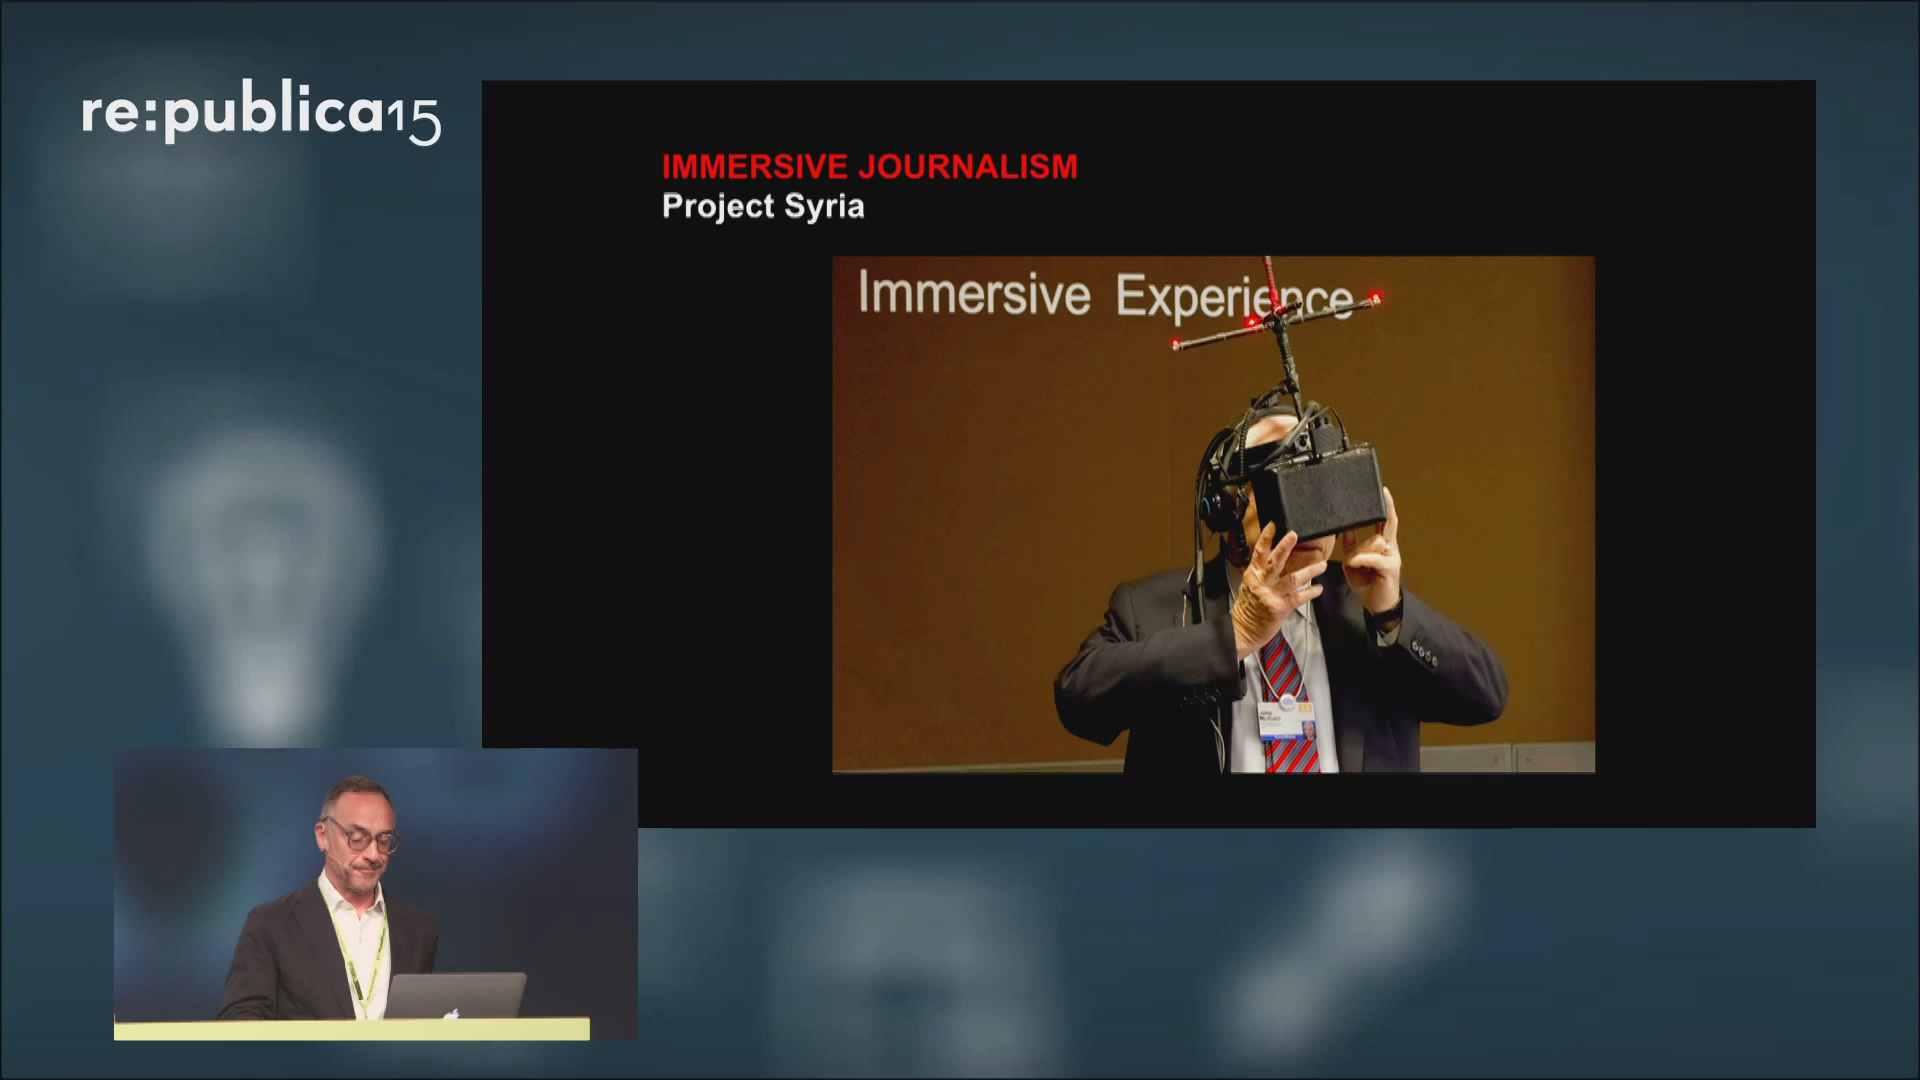 re:publica15
IMMERSIVE JOURNALISM
Project Syria
Immersive Experience